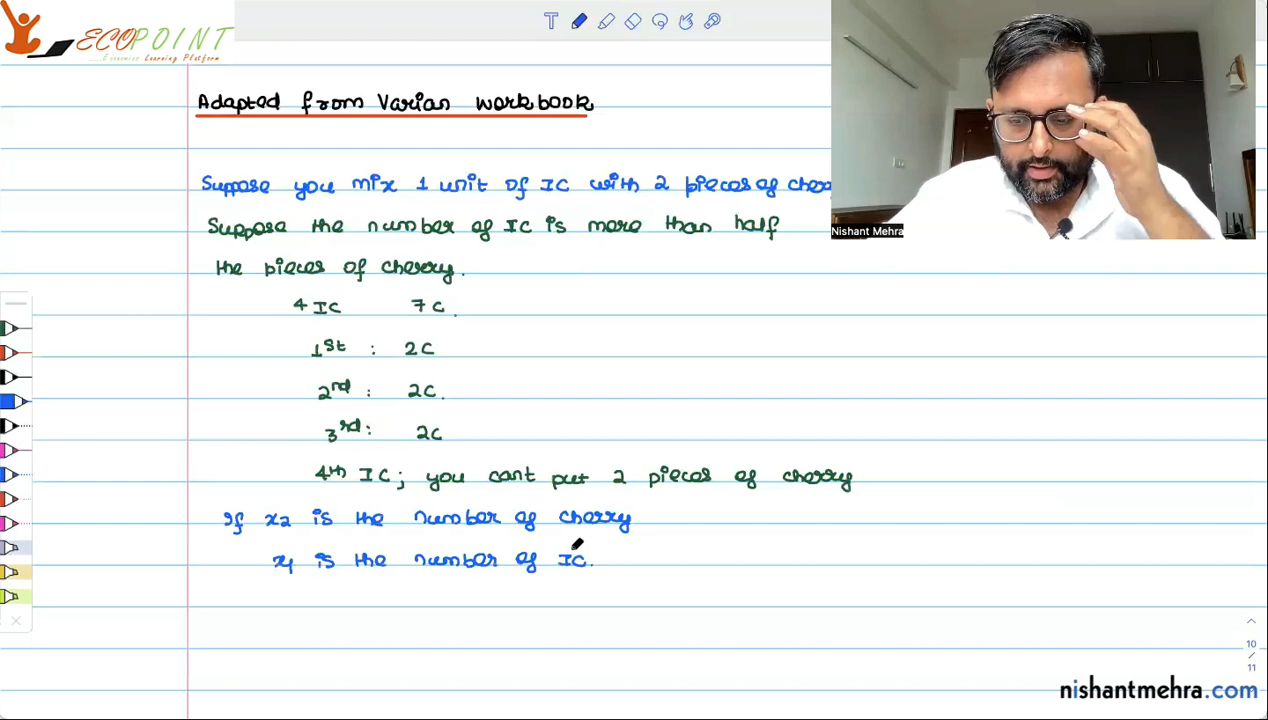 ECOPOINT
....Economics Learning Platform
T
Adapted from Varian workbook
Suppose you mix 1 unit of IC with 2 pieces of cher
Suppose the number of IC is more than half
the pieces of cherry.
4 IC 7 C.
1st : 2C
2nd : 2C.
3rd : 2C
4th IC; you cant put 2 pieces of cherry
If x2 is the number of cherry
x1 is the number of IC.
Nishant Mehra
10
/
11
nishantmehra.com